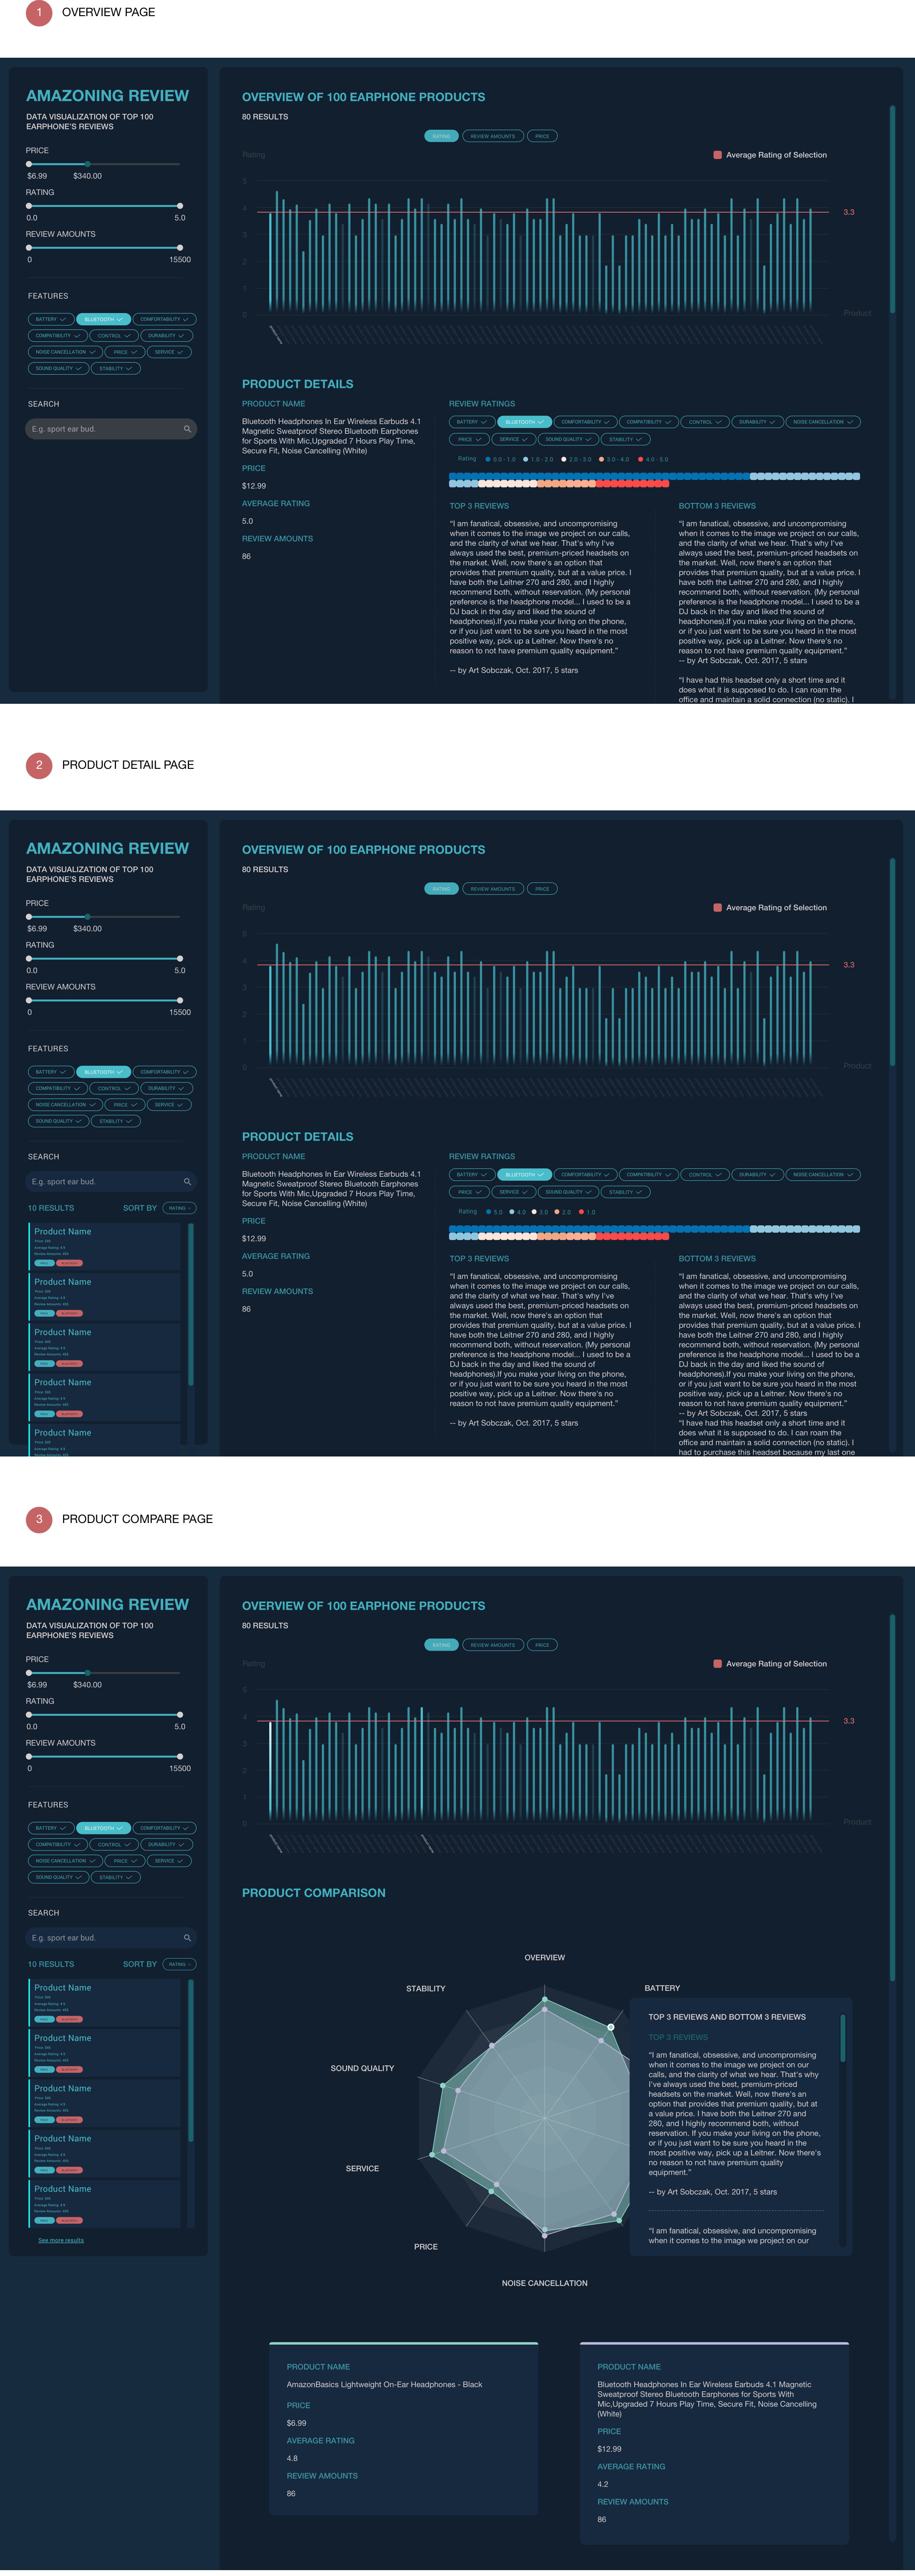 1 OVERVIEW PAGE
AMAZONING REVIEW
DATA VISUALIZATION OF TOP 100
EARPHONE'S REVIEWS
PRICE
$6.99 $340.00
RATING
0.0 5.0
REVIEW AMOUNTS
0 15500
FEATURES
BATTERY BLUETOOTH COMFORTABILITY
COMPATIBILITY CONTROL DURABILITY
NOISE CANCELLATION PRICE SERVICE
SOUND QUALITY STABILITY
SEARCH
E.g. sport ear bud.
OVERVIEW OF 100 EARPHONE PRODUCTS
80 RESULTS
RATING REVIEW AMOUNTS PRICE
Rating
Average Rating of Selection
5
4
3.3
3
2
1
0
Product
PRODUCT DETAILS
PRODUCT NAME
Bluetooth Headphones In Ear Wireless Earbuds 4.1
Magnetic Sweatproof Stereo Bluetooth Earphones
for Sports With Mic,Upgraded 7 Hours Play Time,
Secure Fit, Noise Cancelling (White)
PRICE
$12.99
AVERAGE RATING
5.0
REVIEW AMOUNTS
86
REVIEW RATINGS
BATTERY BLUETOOTH COMFORTABILITY COMPATIBILITY CONTROL DURABILITY NOISE CANCELLATION
PRICE SERVICE SOUND QUALITY STABILITY
Rating 0.0 - 1.0 1.0 - 2.0 2.0 - 3.0 3.0 - 4.0 4.0 - 5.0
TOP 3 REVIEWS
“I am fanatical, obsessive, and uncompromising
when it comes to the image we project on our calls,
and the clarity of what we hear. That's why I've
always used the best, premium-priced headsets on
the market. Well, now there's an option that
provides that premium quality, but at a value price. I
have both the Leitner 270 and 280, and I highly
recommend both, without reservation. (My personal
preference is the headphone model... I used to be a
DJ back in the day and liked the sound of
headphones).If you make your living on the phone,
or if you just want to be sure you heard in the most
positive way, pick up a Leitner. Now there's no
reason to not have premium quality equipment.”
-- by Art Sobczak, Oct. 2017, 5 stars
BOTTOM 3 REVIEWS
“I am fanatical, obsessive, and uncompromising
when it comes to the image we project on our calls,
and the clarity of what we hear. That's why I've
always used the best, premium-priced headsets on
the market. Well, now there's an option that
provides that premium quality, but at a value price. I
have both the Leitner 270 and 280, and I highly
recommend both, without reservation. (My personal
preference is the headphone model... I used to be a
DJ back in the day and liked the sound of
headphones).If you make your living on the phone,
or if you just want to be sure you heard in the most
positive way, pick up a Leitner. Now there's no
reason to not have premium quality equipment.”
-- by Art Sobczak, Oct. 2017, 5 stars
“I have had this headset only a short time and it
does what it is supposed to do. I can roam the
office and maintain a solid connection (no static). I
2 PRODUCT DETAIL PAGE
AMAZONING REVIEW
DATA VISUALIZATION OF TOP 100
EARPHONE'S REVIEWS
PRICE
$6.99 $340.00
RATING
0.0 5.0
REVIEW AMOUNTS
0 15500
FEATURES
BATTERY BLUETOOTH COMFORTABILITY
COMPATIBILITY CONTROL DURABILITY
NOISE CANCELLATION PRICE SERVICE
SOUND QUALITY STABILITY
SEARCH
E.g. sport ear bud.
10 RESULTS SORT BY RATING
Product Name
Product Name
Product Name
Product Name
Product Name
OVERVIEW OF 100 EARPHONE PRODUCTS
80 RESULTS
RATING REVIEW AMOUNTS PRICE
Rating
Average Rating of Selection
5
4
3.3
3
2
1
0
Product
PRODUCT DETAILS
PRODUCT NAME
Bluetooth Headphones In Ear Wireless Earbuds 4.1
Magnetic Sweatproof Stereo Bluetooth Earphones
for Sports With Mic,Upgraded 7 Hours Play Time,
Secure Fit, Noise Cancelling (White)
PRICE
$12.99
AVERAGE RATING
5.0
REVIEW AMOUNTS
86
REVIEW RATINGS
BATTERY BLUETOOTH COMFORTABILITY COMPATIBILITY CONTROL DURABILITY NOISE CANCELLATION
PRICE SERVICE SOUND QUALITY STABILITY
Rating 5.0 4.0 3.0 2.0 1.0
TOP 3 REVIEWS
“I am fanatical, obsessive, and uncompromising
when it comes to the image we project on our calls,
and the clarity of what we hear. That's why I've
always used the best, premium-priced headsets on
the market. Well, now there's an option that
provides that premium quality, but at a value price. I
have both the Leitner 270 and 280, and I highly
recommend both, without reservation. (My personal
preference is the headphone model... I used to be a
DJ back in the day and liked the sound of
headphones).If you make your living on the phone,
or if you just want to be sure you heard in the most
positive way, pick up a Leitner. Now there's no
reason to not have premium quality equipment.”
-- by Art Sobczak, Oct. 2017, 5 stars
BOTTOM 3 REVIEWS
“I am fanatical, obsessive, and uncompromising
when it comes to the image we project on our calls,
and the clarity of what we hear. That's why I've
always used the best, premium-priced headsets on
the market. Well, now there's an option that
provides that premium quality, but at a value price. I
have both the Leitner 270 and 280, and I highly
recommend both, without reservation. (My personal
preference is the headphone model... I used to be a
DJ back in the day and liked the sound of
headphones).If you make your living on the phone,
or if you just want to be sure you heard in the most
positive way, pick up a Leitner. Now there's no
reason to not have premium quality equipment.”
-- by Art Sobczak, Oct. 2017, 5 stars
“I have had this headset only a short time and it
does what it is supposed to do. I can roam the
office and maintain a solid connection (no static). I
had to purchase this headset because my last one
3 PRODUCT COMPARE PAGE
AMAZONING REVIEW
DATA VISUALIZATION OF TOP 100
EARPHONE'S REVIEWS
PRICE
$6.99 $340.00
RATING
0.0 5.0
REVIEW AMOUNTS
0 15500
FEATURES
BATTERY BLUETOOTH COMFORTABILITY
COMPATIBILITY CONTROL DURABILITY
NOISE CANCELLATION PRICE SERVICE
SOUND QUALITY STABILITY
SEARCH
E.g. sport ear bud.
10 RESULTS SORT BY RATING
Product Name
Product Name
Product Name
Product Name
Product Name
See more results
OVERVIEW OF 100 EARPHONE PRODUCTS
80 RESULTS
RATING REVIEW AMOUNTS PRICE
Rating
Average Rating of Selection
5
4
3.3
3
2
1
0
Product
PRODUCT COMPARISON
OVERVIEW
STABILITY
BATTERY
SOUND QUALITY
SERVICE
PRICE
NOISE CANCELLATION
TOP 3 REVIEWS AND BOTTOM 3 REVIEWS
TOP 3 REVIEWS
“I am fanatical, obsessive, and uncompromising
when it comes to the image we project on our
calls, and the clarity of what we hear. That's why
I've always used the best, premium-priced
headsets on the market. Well, now there's an
option that provides that premium quality, but at
a value price. I have both the Leitner 270 and
280, and I highly recommend both, without
reservation. If you make your living on the phone,
or if you just want to be sure you heard in the
most positive way, pick up a Leitner. Now there's
no reason to not have premium quality
equipment.”
-- by Art Sobczak, Oct. 2017, 5 stars
“I am fanatical, obsessive, and uncompromising
when it comes to the image we project on our
PRODUCT NAME
AmazonBasics Lightweight On-Ear Headphones - Black
PRICE
$6.99
AVERAGE RATING
4.8
REVIEW AMOUNTS
86
PRODUCT NAME
Bluetooth Headphones In Ear Wireless Earbuds 4.1 Magnetic
Sweatproof Stereo Bluetooth Earphones for Sports With
Mic,Upgraded 7 Hours Play Time, Secure Fit, Noise Cancelling
(White)
PRICE
$12.99
AVERAGE RATING
4.2
REVIEW AMOUNTS
86